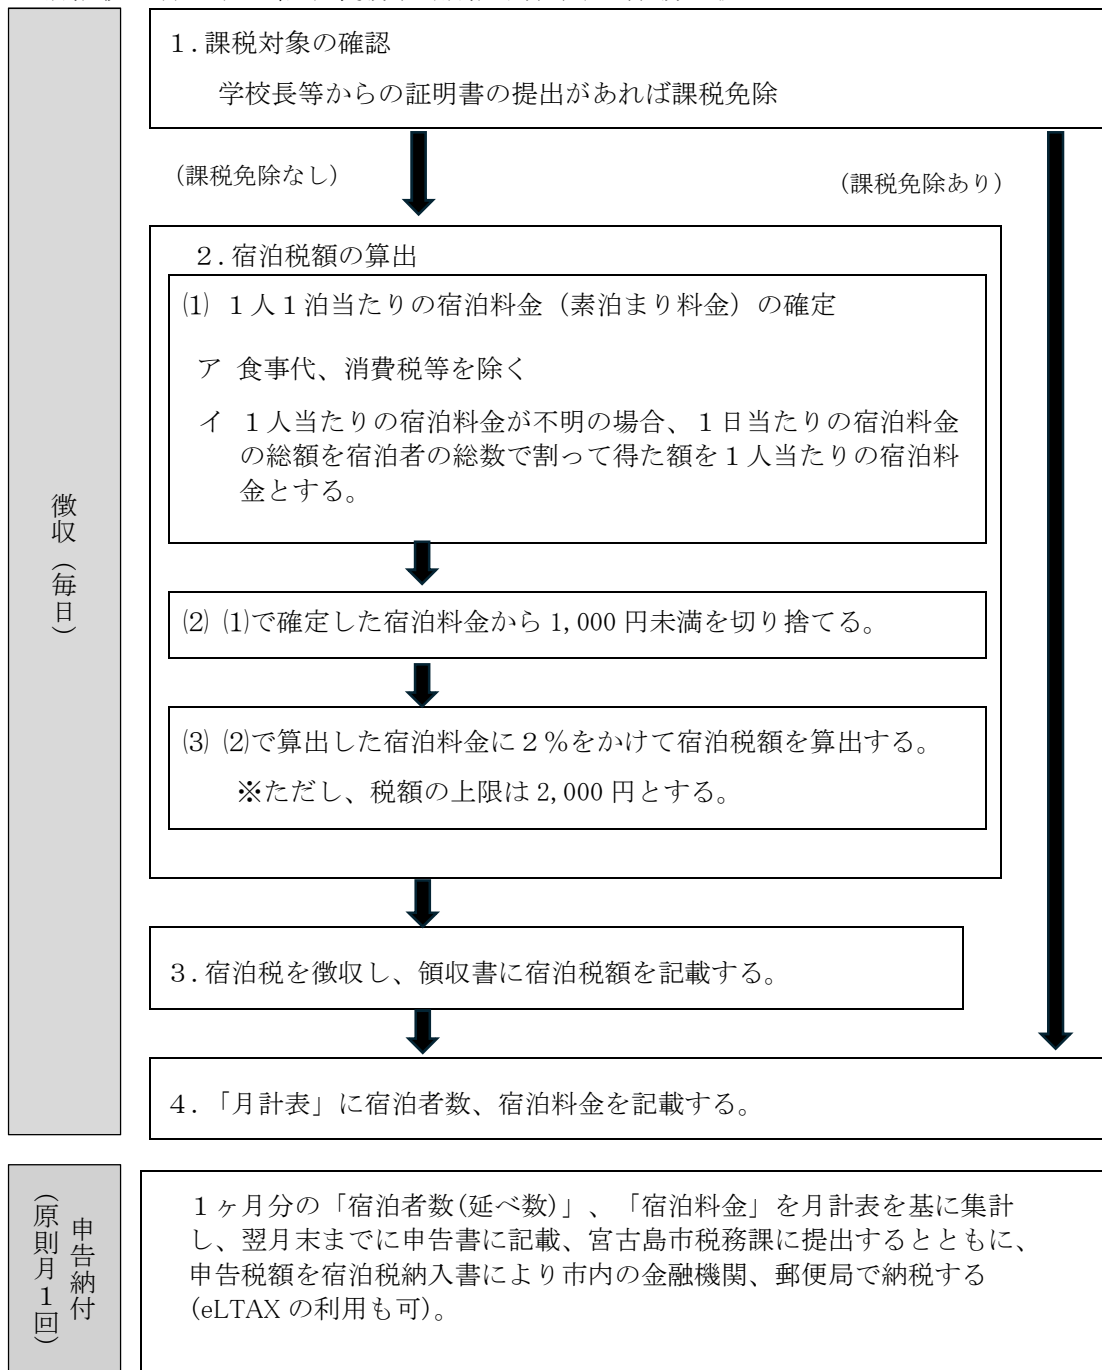 １.課税対象の確認
学校長等からの証明書の提出があれば課税免除
(課税免除なし)
(課税免除あり)
２.宿泊税額の算出
⑴ １人１泊当たりの宿泊料金（素泊まり料金）の確定
ア 食事代、消費税等を除く
イ １人当たりの宿泊料金が不明の場合、１日当たりの宿泊料金
の総額を宿泊者の総数で割って得た額を１人当たりの宿泊料
金とする。
⑵ ⑴で確定した宿泊料金から 1,000 円未満を切り捨てる。
⑶ ⑵で算出した宿泊料金に２％をかけて宿泊税額を算出する。
※ただし、税額の上限は 2,000 円とする。
３.宿泊税を徴収し、領収書に宿泊税額を記載する。
４.「月計表」に宿泊者数、宿泊料金を記載する。
徴収（毎日）
申告納付
（原則月１回）
１ヶ月分の「宿泊者数(延べ数)」、「宿泊料金」を月計表を基に集計
し、翌月末までに申告書に記載、宮古島市税務課に提出するとともに、
申告税額を宿泊税納入書により市内の金融機関、郵便局で納税する
(eLTAX の利用も可)。